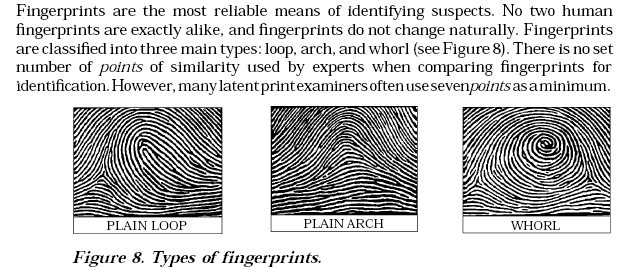 Fingerprints are the most reliable means of identifying suspects. No two human
fingerprints are exactly alike, and fingerprints do not change naturally. Fingerprints
are classified into three main types: loop, arch, and whorl (see Figure 8). There is no set
number of points of similarity used by experts when comparing fingerprints for
identification. However, many latent print examiners often use seven points as a minimum.
PLAIN LOOP
PLAIN ARCH
WHORL
Figure 8. Types of fingerprints.